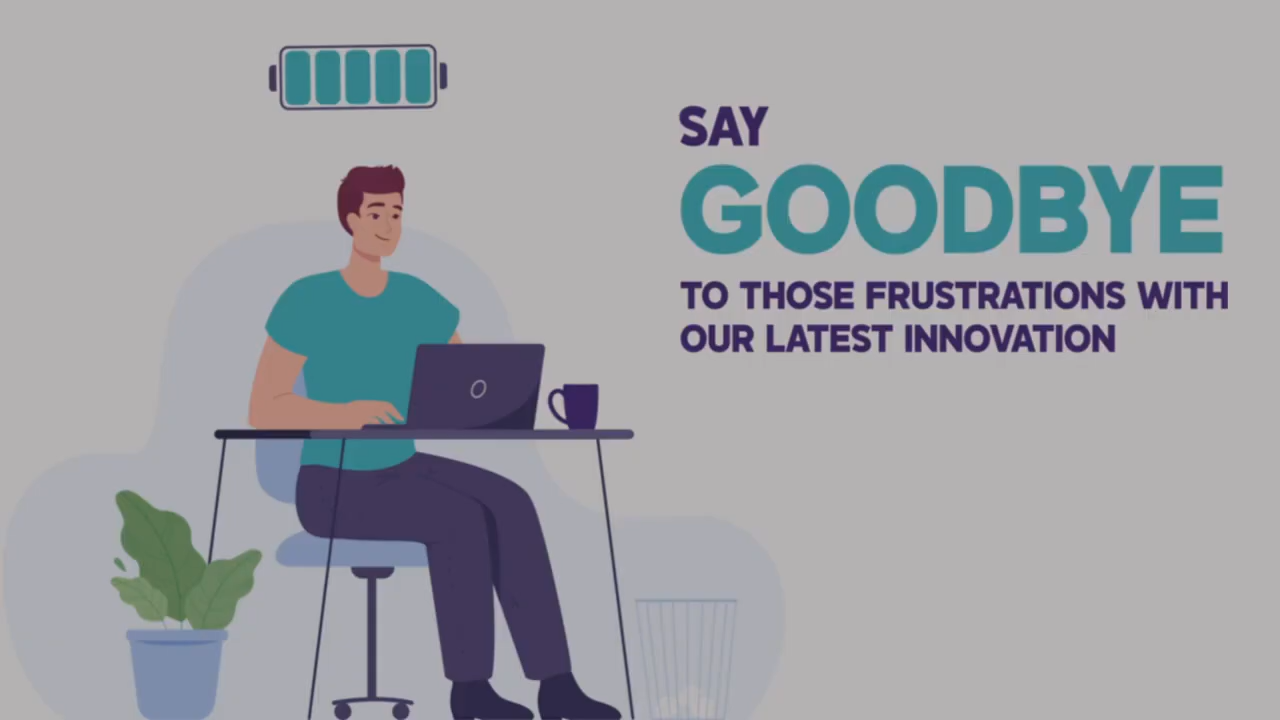 SAY
GOODBYE
TO THOSE FRUSTRATIONS WITH
OUR LATEST INNOVATION